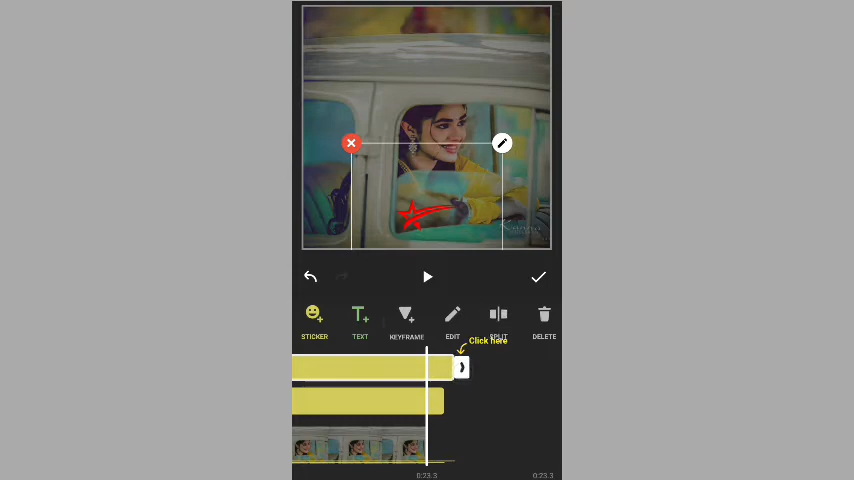 STICKER TEXT KEYFRAME EDIT SPLIT DELETE
Click here
0:23.3 0:23.3